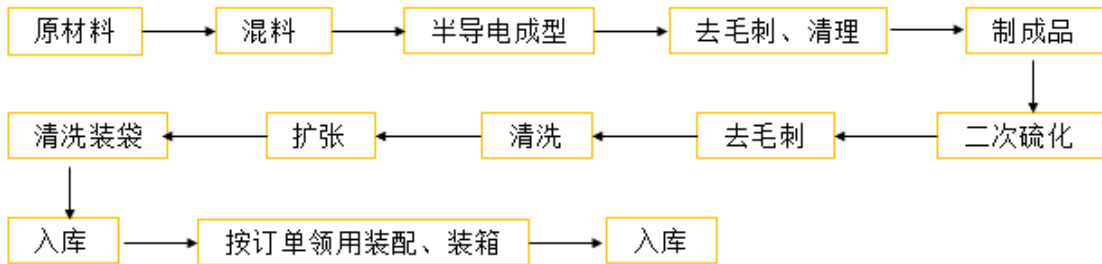 原材料
混料
半导电成型
去毛刺、清理
制成品
二次硫化
去毛刺
清洗
扩张
清洗装袋
入库
按订单领用装配、装箱
入库